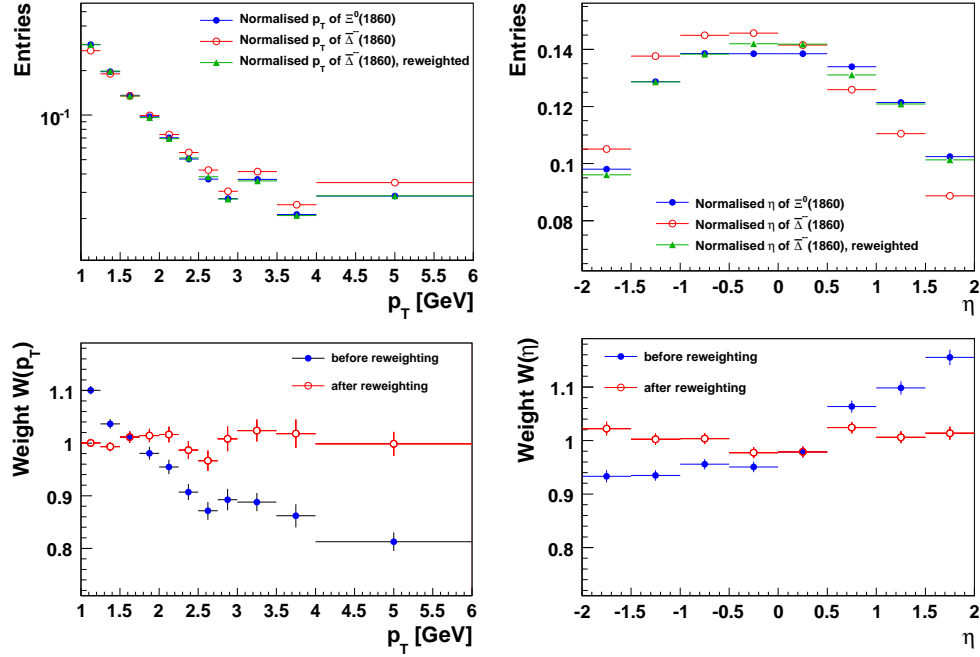 Entries
Normalised p_T of Ξ⁰(1860)
Normalised p_T of Δ̅⁻⁻(1860)
Normalised p_T of Δ̅⁻⁻(1860), reweighted
10⁻¹
1 1.5 2 2.5 3 3.5 4 4.5 5 5.5 6
p_T [GeV]
Entries
0.14
0.12
0.1
0.08
Normalised η of Ξ⁰(1860)
Normalised η of Δ̅⁻⁻(1860)
Normalised η of Δ̅⁻⁻(1860), reweighted
-2 -1.5 -1 -0.5 0 0.5 1 1.5 2
η
Weight W(p_T)
before reweighting
after reweighting
1.1
1
0.9
0.8
1 1.5 2 2.5 3 3.5 4 4.5 5 5.5 6
p_T [GeV]
Weight W(η)
before reweighting
after reweighting
1.1
1
0.9
0.8
-2 -1.5 -1 -0.5 0 0.5 1 1.5 2
η